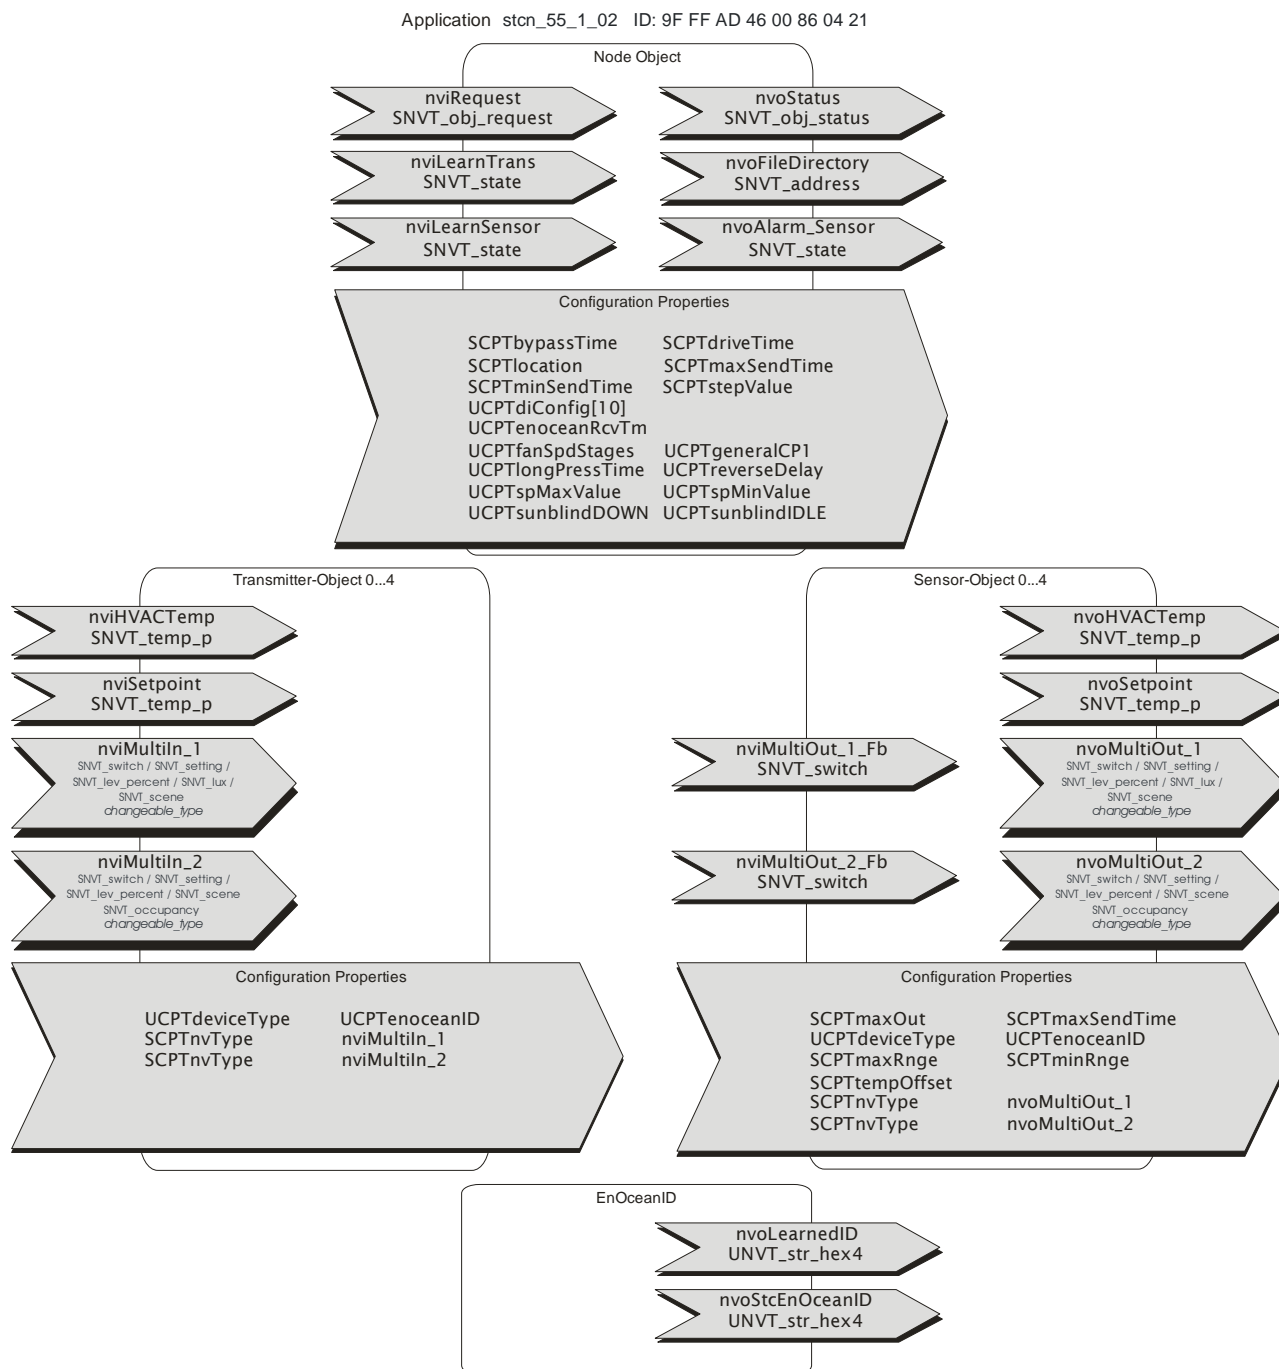 Application stcn_55_1_02 ID: 9F FF AD 46 00 86 04 21
Node Object
nviRequest
SNVT_obj_request
nvoStatus
SNVT_obj_status
nviLearnTrans
SNVT_state
nvoFileDirectory
SNVT_address
nviLearnSensor
SNVT_state
nvoAlarm_Sensor
SNVT_state
Configuration Properties
SCPTbypassTime SCPTdriveTime
SCPTlocation SCPTmaxSendTime
SCPTminSendTime SCPTstepValue
UCPTdiConfig[10]
UCPTenoceanRcvTm
UCPTfanSpdStages UCPTgeneralCP1
UCPTlongPressTime UCPTreverseDelay
UCPTspMaxValue UCPTspMinValue
UCPTsunblindDOWN UCPTsunblindIDLE
Transmitter-Object 0...4
nviHVACTemp
SNVT_temp_p
nviSetpoint
SNVT_temp_p
nviMultiIn_1
SNVT_switch / SNVT_setting /
SNVT_lev_percent / SNVT_lux /
SNVT_scene
changeable_type
nviMultiIn_2
SNVT_switch / SNVT_setting /
SNVT_lev_percent / SNVT_scene
SNVT_occupancy
changeable_type
Configuration Properties
UCPTdeviceType UCPTenoceanID
SCPTnvType nviMultiIn_1
SCPTnvType nviMultiIn_2
Sensor-Object 0...4
nvoHVACTemp
SNVT_temp_p
nvoSetpoint
SNVT_temp_p
nviMultiOut_1_Fb
SNVT_switch
nvoMultiOut_1
SNVT_switch / SNVT_setting /
SNVT_lev_percent / SNVT_lux /
SNVT_scene
changeable_type
nviMultiOut_2_Fb
SNVT_switch
nvoMultiOut_2
SNVT_switch / SNVT_setting /
SNVT_lev_percent / SNVT_scene
SNVT_occupancy
changeable_type
Configuration Properties
SCPTmaxOut SCPTmaxSendTime
UCPTdeviceType UCPTenoceanID
SCPTmaxRnge SCPTminRnge
SCPTtempOffset
SCPTnvType nvoMultiOut_1
SCPTnvType nvoMultiOut_2
EnOceanID
nvoLearnedID
UNVT_str_hex4
nvoStcEnOceanID
UNVT_str_hex4